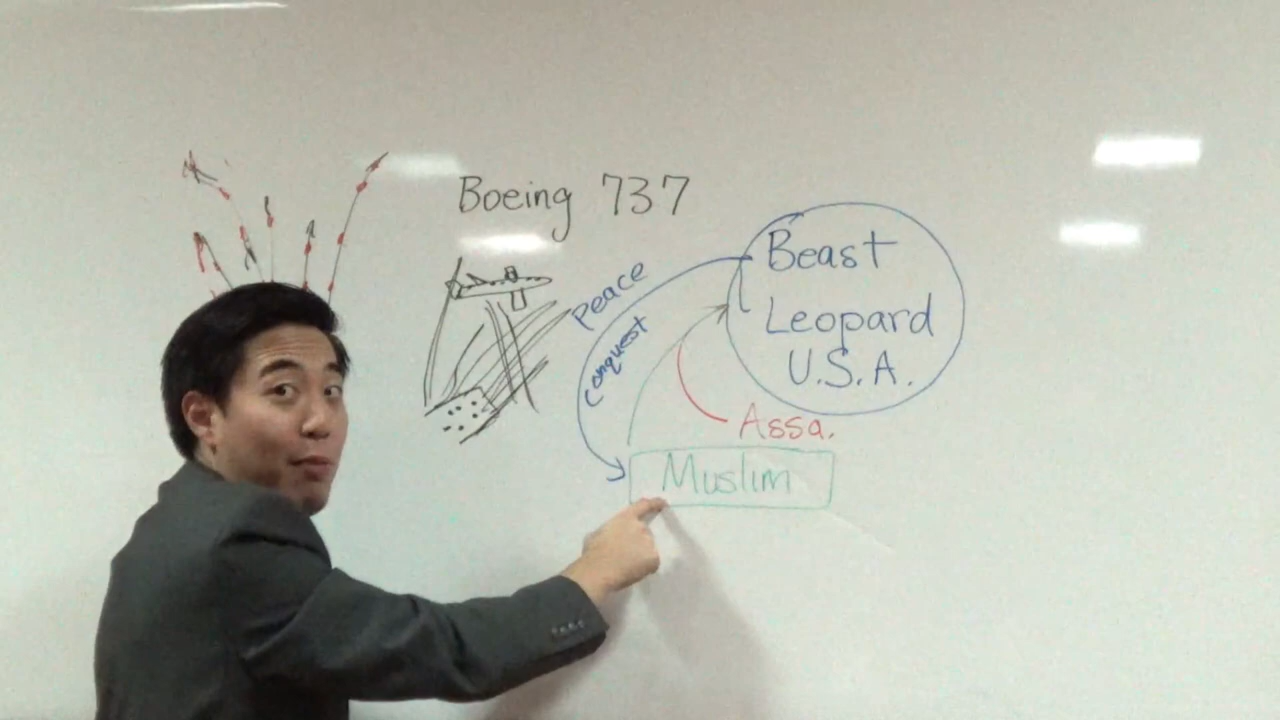 Boeing 737
Peace
Conquest
Beast
Leopard
U.S.A.
Assa.
Muslim